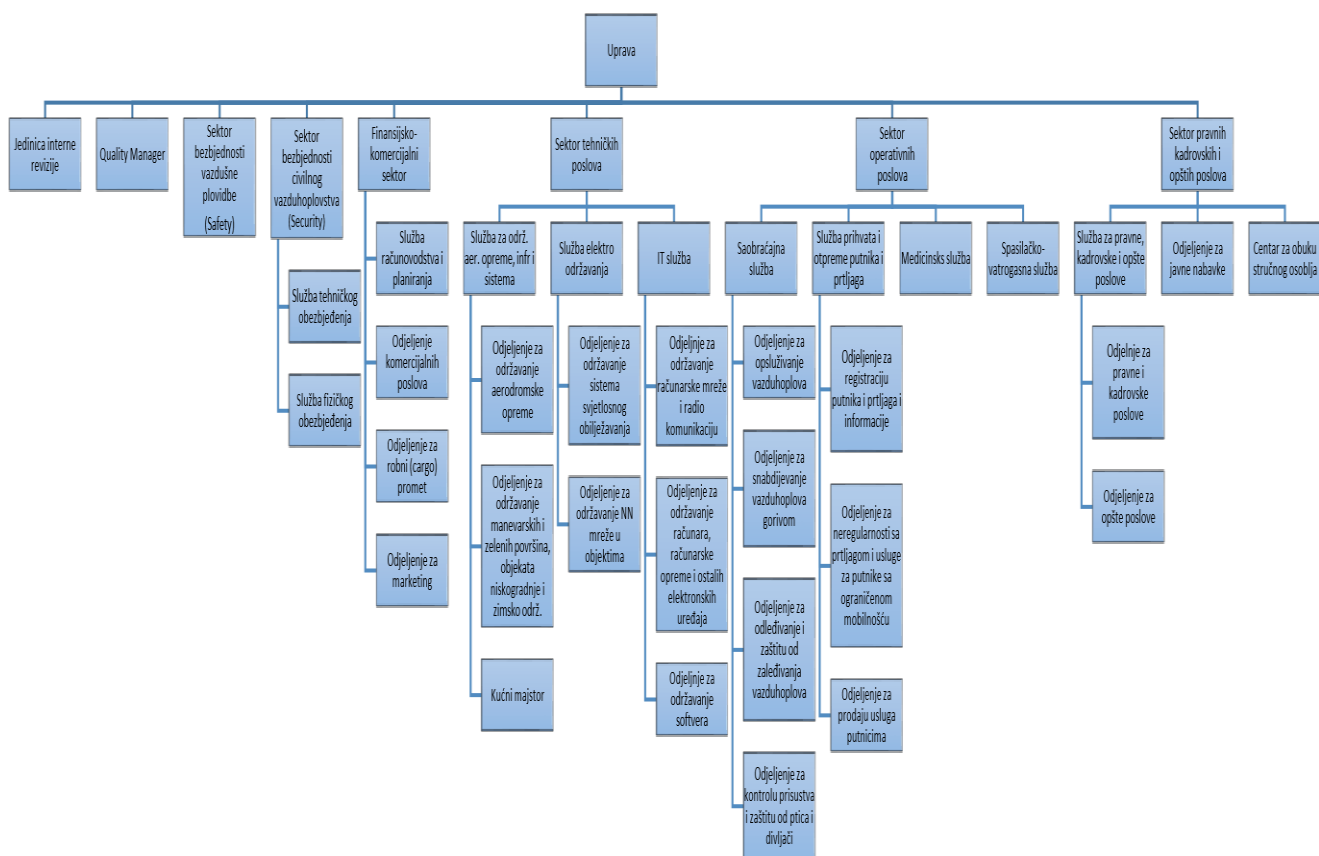 Uprava
Jedinica interne
revizije
Quality Manager
Sektor
bezbjednosti
vazdušne
plovidbe
(Safety)
Sektor
bezbjednosti
civilnog
vazduhoplovstva
(Security)
Finansijsko-
komercijalni
sektor
Sektor tehničkih
poslova
Sektor
operativnih
poslova
Sektor pravnih
kadrovskih i
opštih poslova
Služba tehničkog
obezbjeđenja
Služba fizičkog
obezbjeđenja
Služba
računovodstva i
planiranja
Odjeljenje
komercijalnih
poslova
Odjeljenje za
robni (cargo)
promet
Odjeljenje za
marketing
Služba za održ.
aer. opreme, infr i
sistema
Odjeljenje za
održavanje
aerodromske
opreme
Odjeljenje za
održavanje
manevarskih i
zelenih površina,
objekata
niskogradnje i
zimsko održ.
Kućni majstor
Služba elektro
održavanja
Odjeljenje za
održavanje
sistema
svjetlosnog
obilježavanja
Odjeljenje za
održavanje NN
mreže u
objektima
IT služba
Odjeljnje za
održavanje
računarske mreže
i radio
komunikaciju
Odjeljenje za
održavanje
računara,
računarske
opreme i ostalih
elektronskih
uređaja
Odjeljnje za
održavanje
softvera
Saobraćajna
služba
Odjeljenje za
opsluživanje
vazduhoplova
Odjeljenje za
snabdijevanje
vazduhoplova
gorivom
Odjeljenje za
odleđivanje i
zaštitu od
zaleđivanja
vazduhoplova
Odjeljenje za
kontrolu prisustva
i zaštitu od ptica i
divljači
Služba prihvata i
otpreme putnika i
prtljaga
Odjeljenje za
registraciju
putnika i prtljaga i
informacije
Odjeljenje za
neregularnosti sa
prtljagom i usluge
za putnike sa
ograničenom
mobilnošću
Odjeljenje za
prodaju usluga
putnicima
Medicinsks služba
Spasilačko-
vatrogasna služba
Služba za pravne,
kadrovske i opšte
poslove
Odjelnje za
pravne i
kadrovske
poslove
Odjeljenje za
opšte poslove
Odjeljenje za
javne nabavke
Centar za obuku
stručnog osoblja